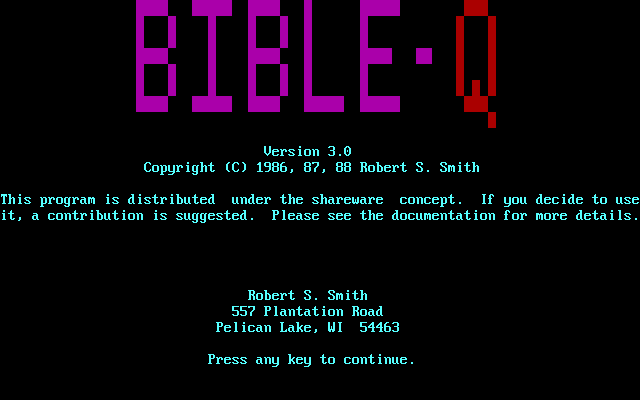 BIBLE-Q
Version 3.0
Copyright (C) 1986, 87, 88 Robert S. Smith
This program is distributed  under the shareware  concept.  If you decide to use
it, a contribution is suggested.  Please see the documentation for more details.
Robert S. Smith
557 Plantation Road
Pelican Lake, WI  54463
Press any key to continue.